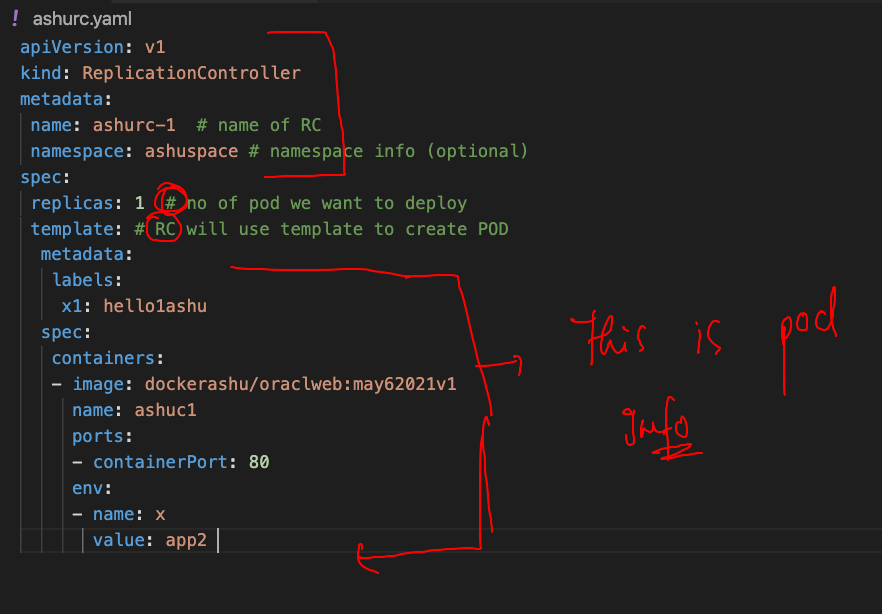 ! ashurc.yaml
apiVersion: v1
kind: ReplicationController
metadata:
 name: ashurc-1  # name of RC
 namespace: ashuspace # namespace info (optional)
spec:
 replicas: 1  # no of pod we want to deploy
 template: # RC will use template to create POD
  metadata:
   labels:
    x1: hello1ashu
  spec:
   containers:
   - image: dockerashu/oraclweb:may62021v1
     name: ashuc1
     ports:
     - containerPort: 80
     env:
     - name: x
       value: app2
This is pod
Info